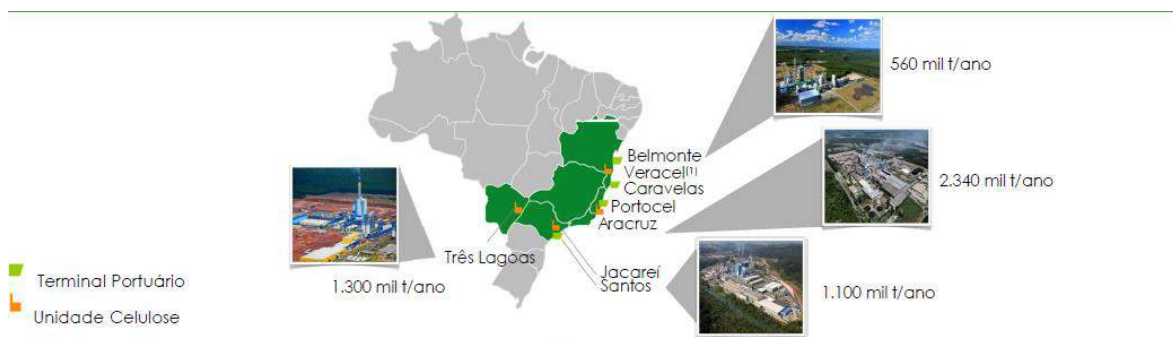 560 mil t/ano
Belmonte
Veracel(1)
Caravelas
Portocel
Aracruz
2.340 mil t/ano
Três Lagoas
Jacareí
Santos
1.300 mil t/ano
1.100 mil t/ano
Terminal Portuário
Unidade Celulose